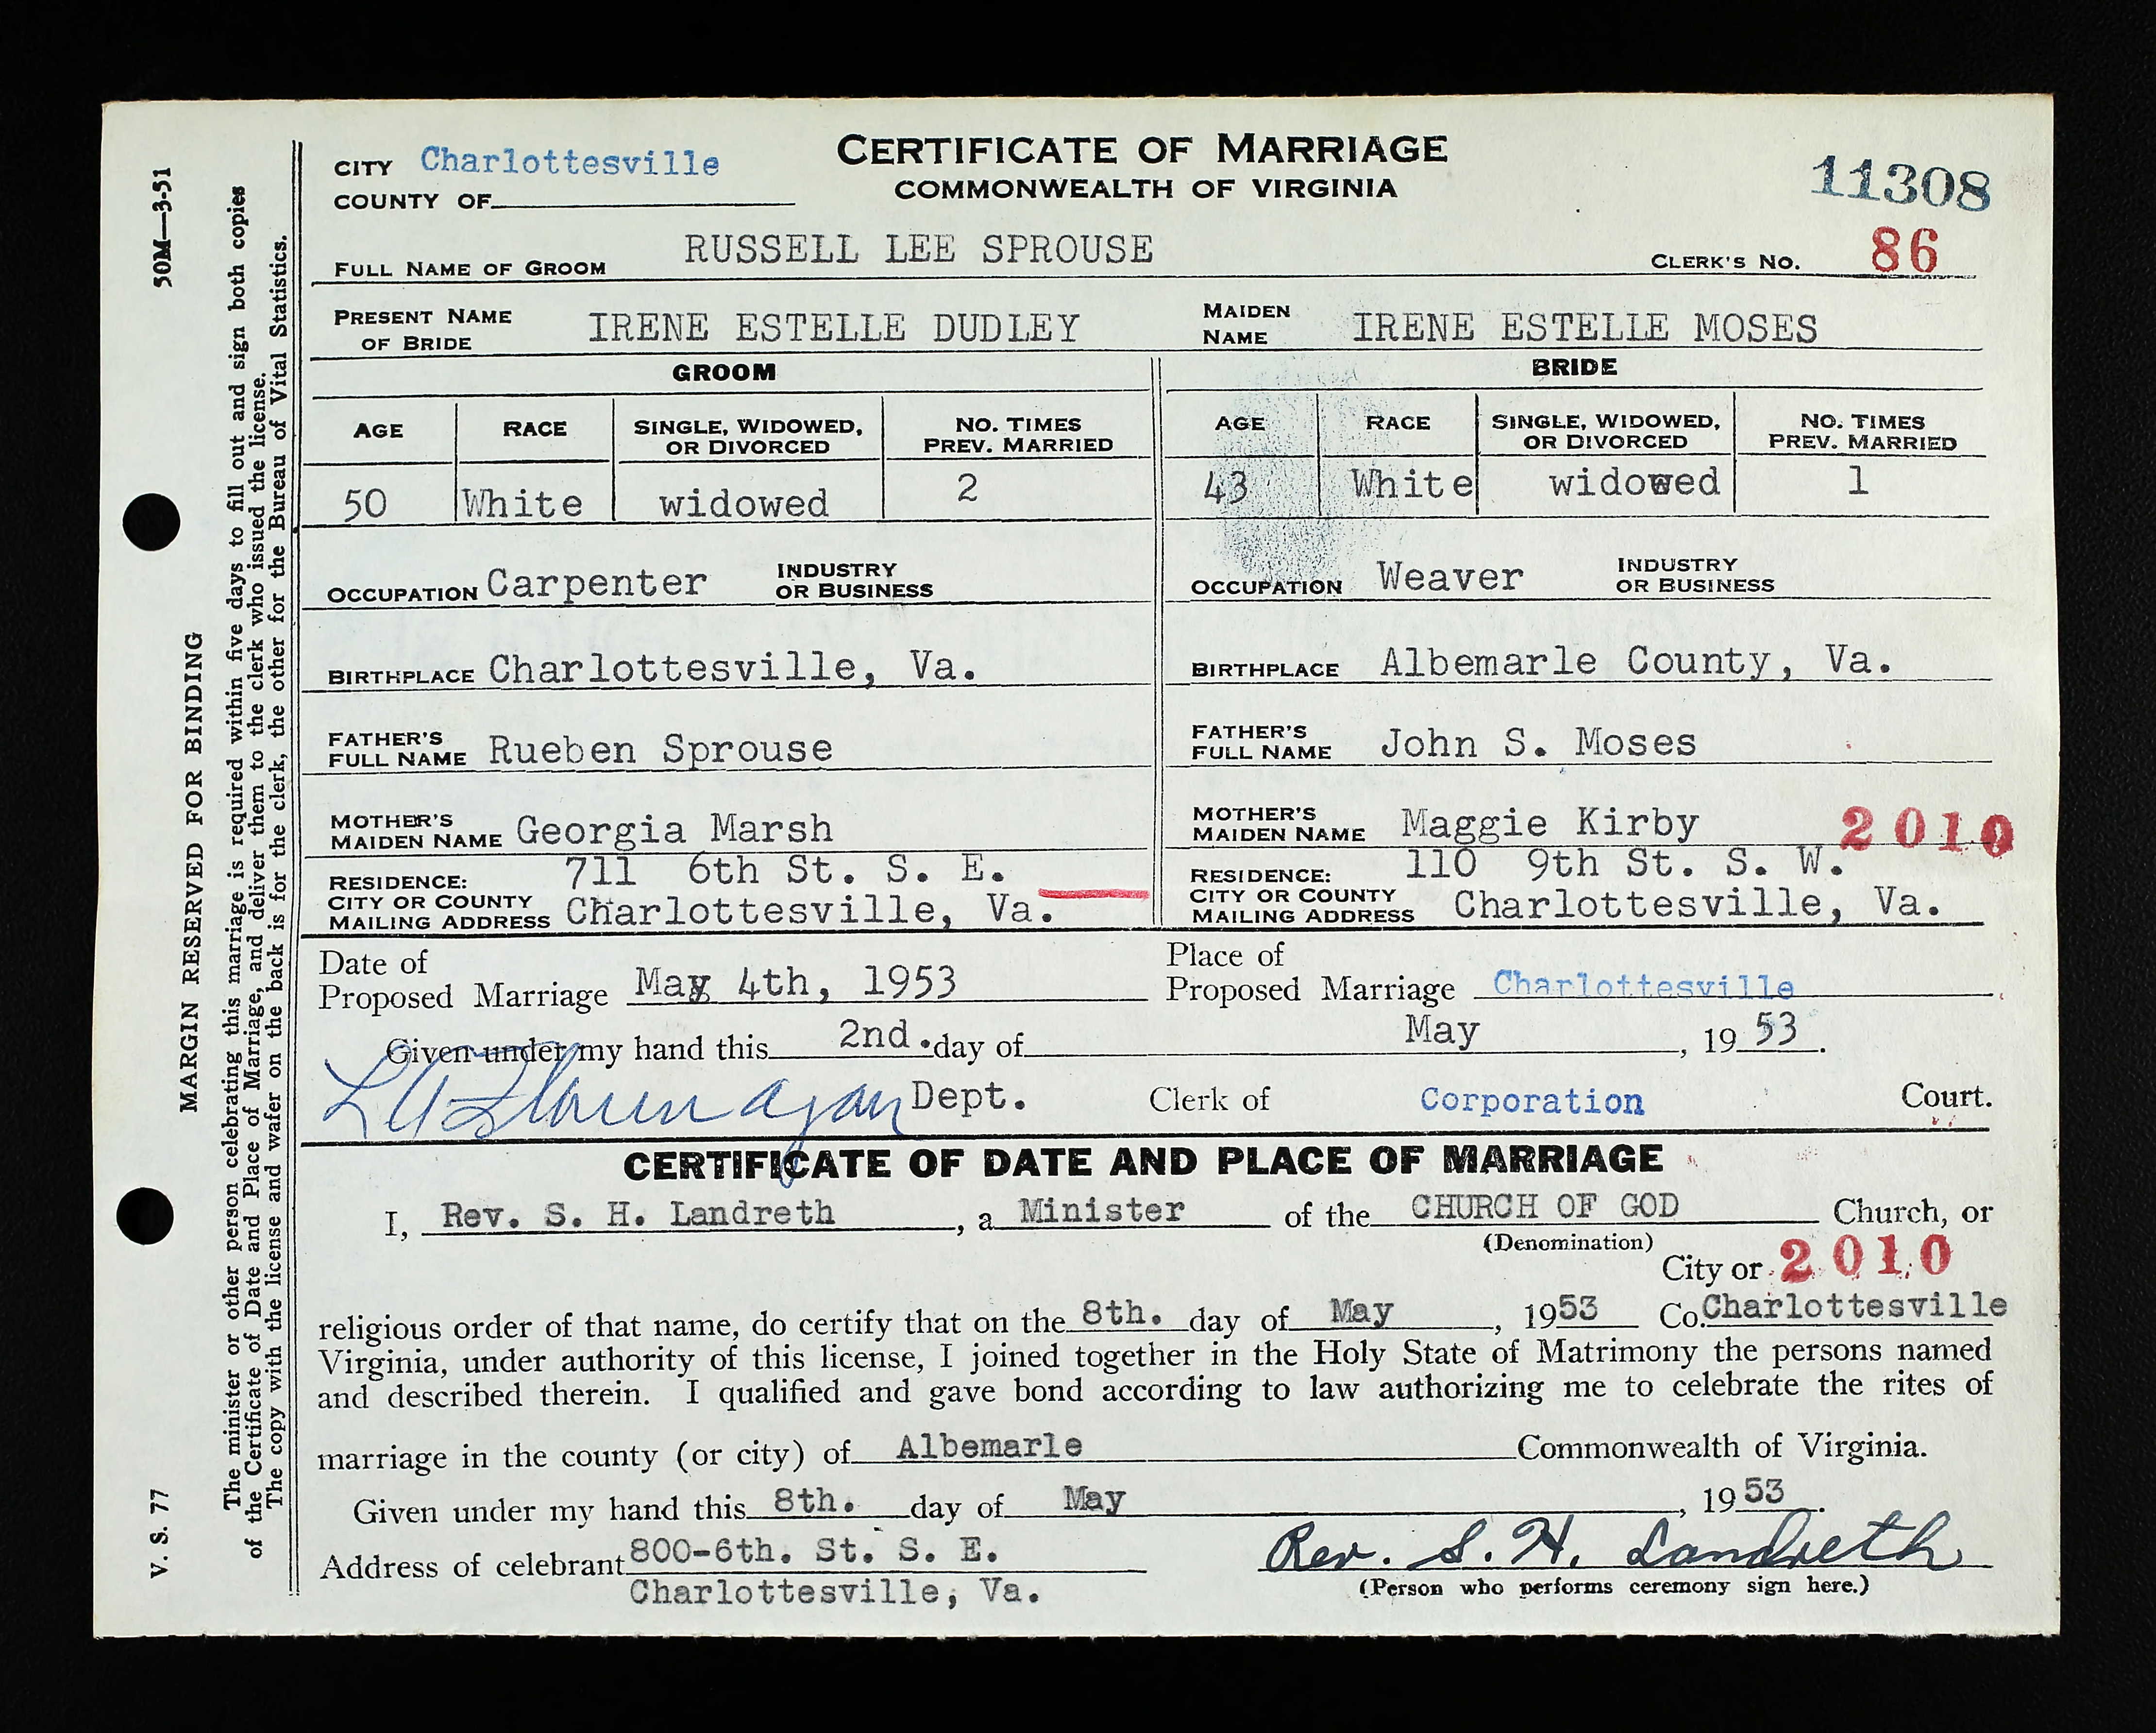 50M—3-51
MARGIN RESERVED FOR BINDING
V. S. 77
The minister or other person celebrating this marriage is required within five days to fill out and sign both copies
of the Certificate of Date and Place of Marriage, and deliver them to the clerk who issued the license.
The copy with the license and wafer on the back is for the clerk, the other for the Bureau of Vital Statistics.
CERTIFICATE OF MARRIAGE
COMMONWEALTH OF VIRGINIA
CITY Charlottesville
COUNTY OF
11308
FULL NAME OF GROOM RUSSELL LEE SPROUSE CLERK'S NO. 86
PRESENT NAME OF BRIDE IRENE ESTELLE DUDLEY MAIDEN NAME IRENE ESTELLE MOSES
GROOM
AGE RACE SINGLE, WIDOWED, OR DIVORCED NO. TIMES PREV. MARRIED
50 White widowed 2
OCCUPATION Carpenter INDUSTRY OR BUSINESS
BIRTHPLACE Charlottesville, Va.
FATHER'S FULL NAME Rueben Sprouse
MOTHER'S MAIDEN NAME Georgia Marsh
RESIDENCE: CITY OR COUNTY MAILING ADDRESS 711 6th St. S. E.
Charlottesville, Va.
BRIDE
AGE RACE SINGLE, WIDOWED, OR DIVORCED NO. TIMES PREV. MARRIED
43 White widowed 1
OCCUPATION Weaver INDUSTRY OR BUSINESS
BIRTHPLACE Albemarle County, Va.
FATHER'S FULL NAME John S. Moses
MOTHER'S MAIDEN NAME Maggie Kirby 2010
RESIDENCE: CITY OR COUNTY MAILING ADDRESS 110 9th St. S. W.
Charlottesville, Va.
Date of Proposed Marriage May 4th, 1953 Place of Proposed Marriage Charlottesville
Given under my hand this 2nd. day of May, 1953.
Dept. Clerk of Corporation Court.
CERTIFICATE OF DATE AND PLACE OF MARRIAGE
I, Rev. S. H. Landreth, a Minister of the CHURCH OF GOD Church, or
(Denomination)
City or 2010
religious order of that name, do certify that on the 8th. day of May, 1953 Co. Charlottesville
Virginia, under authority of this license, I joined together in the Holy State of Matrimony the persons named
and described therein. I qualified and gave bond according to law authorizing me to celebrate the rites of
marriage in the county (or city) of Albemarle Commonwealth of Virginia.
Given under my hand this 8th. day of May, 1953.
Address of celebrant 800-6th. St. S. E.
Charlottesville, Va.
Rev. S. H. Landreth
(Person who performs ceremony sign here.)